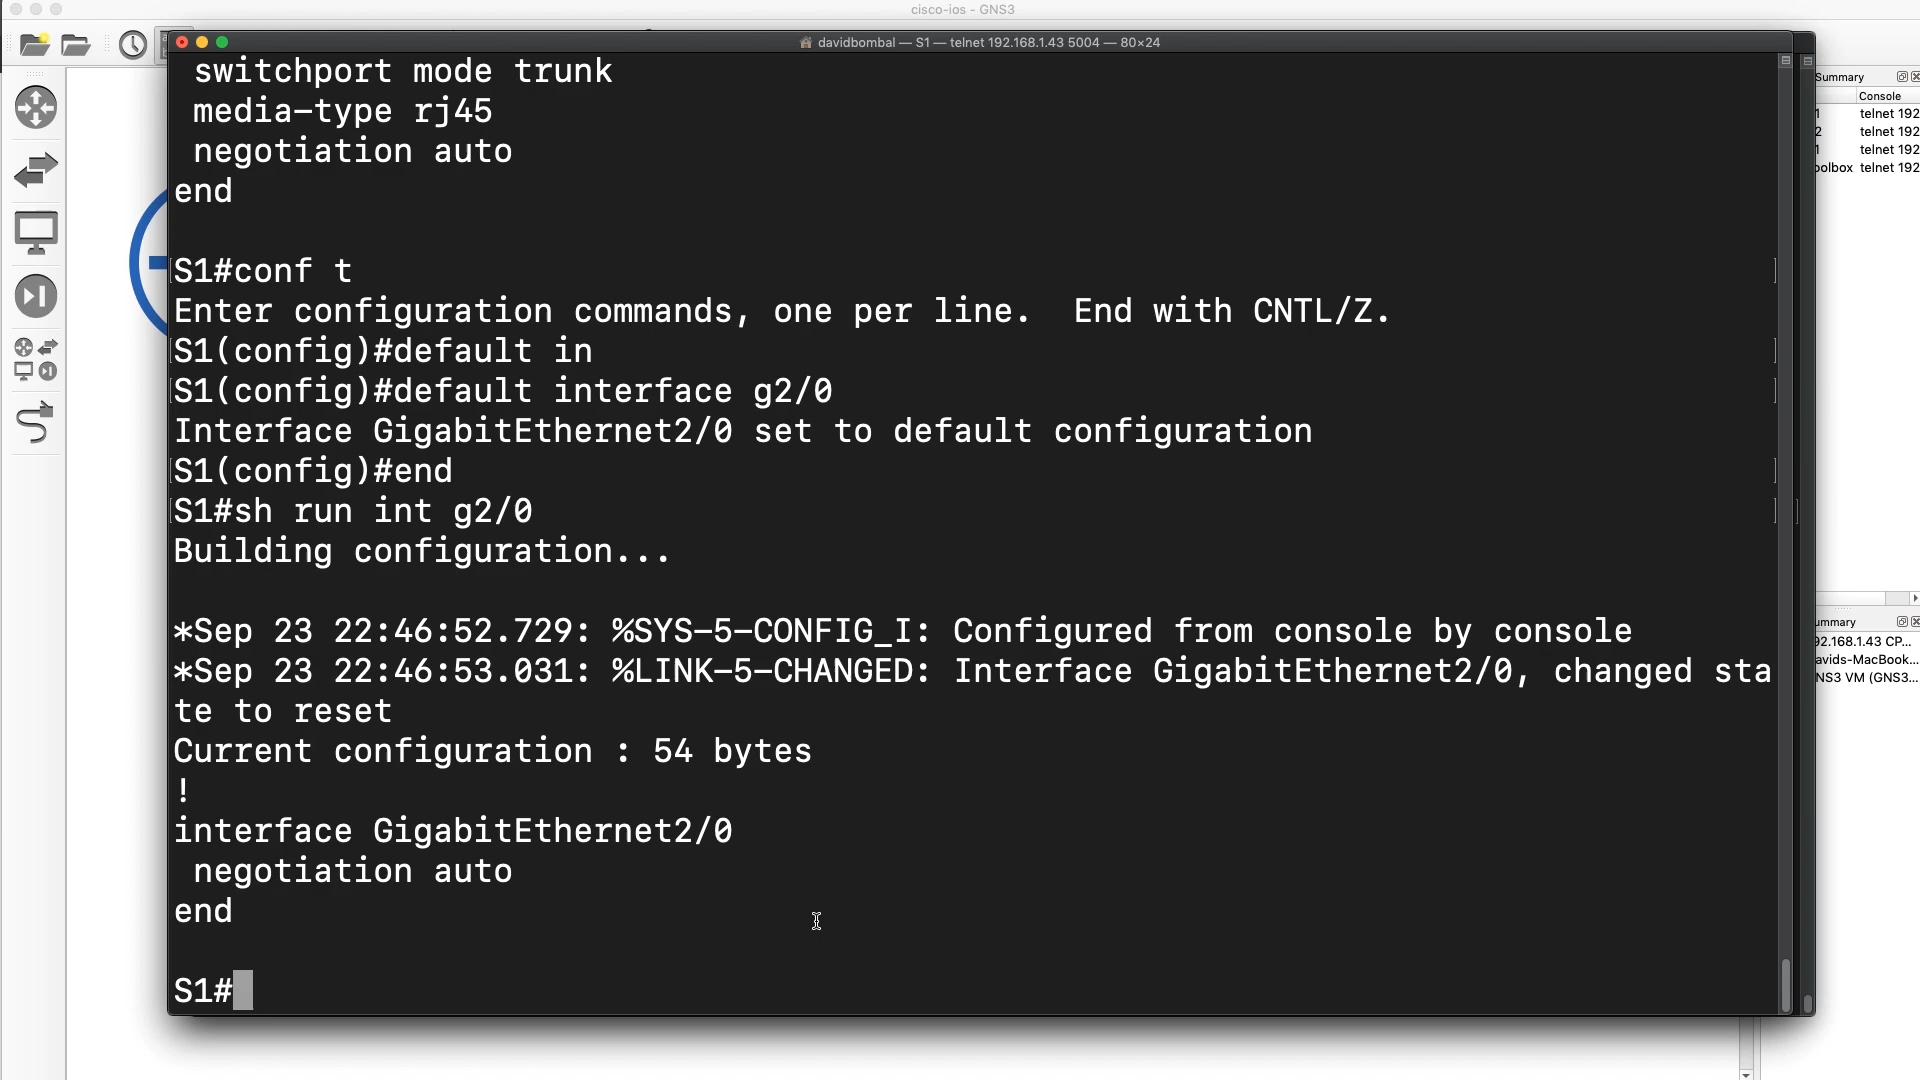 cisco-ios - GNS3
davidbombal — S1 — telnet 192.168.1.43 5004 — 80×24
 switchport mode trunk
 media-type rj45
 negotiation auto
end
S1#conf t
Enter configuration commands, one per line.  End with CNTL/Z.
S1(config)#default in
S1(config)#default interface g2/0
Interface GigabitEthernet2/0 set to default configuration
S1(config)#end
S1#sh run int g2/0
Building configuration...
*Sep 23 22:46:52.729: %SYS-5-CONFIG_I: Configured from console by console
*Sep 23 22:46:53.031: %LINK-5-CHANGED: Interface GigabitEthernet2/0, changed sta
te to reset
Current configuration : 54 bytes
!
interface GigabitEthernet2/0
 negotiation auto
end
S1#
Summary
Console
1 telnet 192
2 telnet 192
1 telnet 192
oolbox telnet 192
ummary
92.168.1.43 CP...
avids-MacBook...
NS3 VM (GNS3...